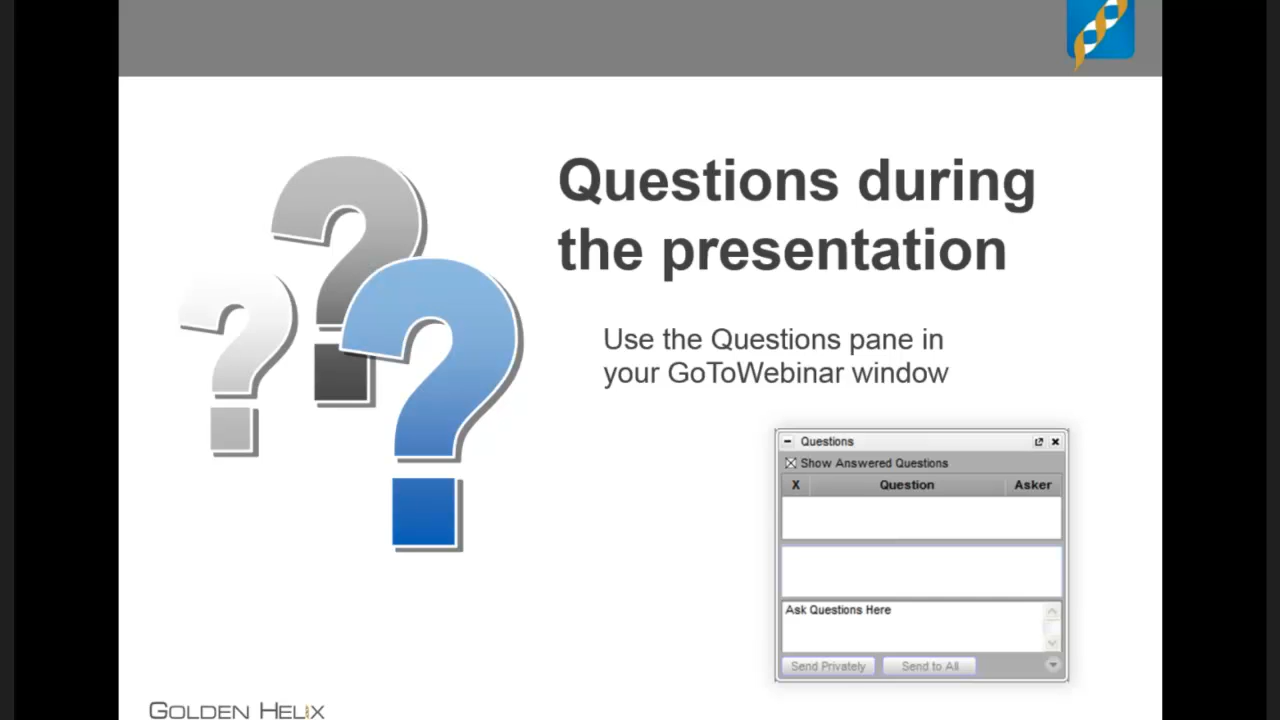 Questions during
the presentation
Use the Questions pane in
your GoToWebinar window
Questions
Show Answered Questions
X Question Asker
Ask Questions Here
Send Privately Send to All
GOLDEN HELIX